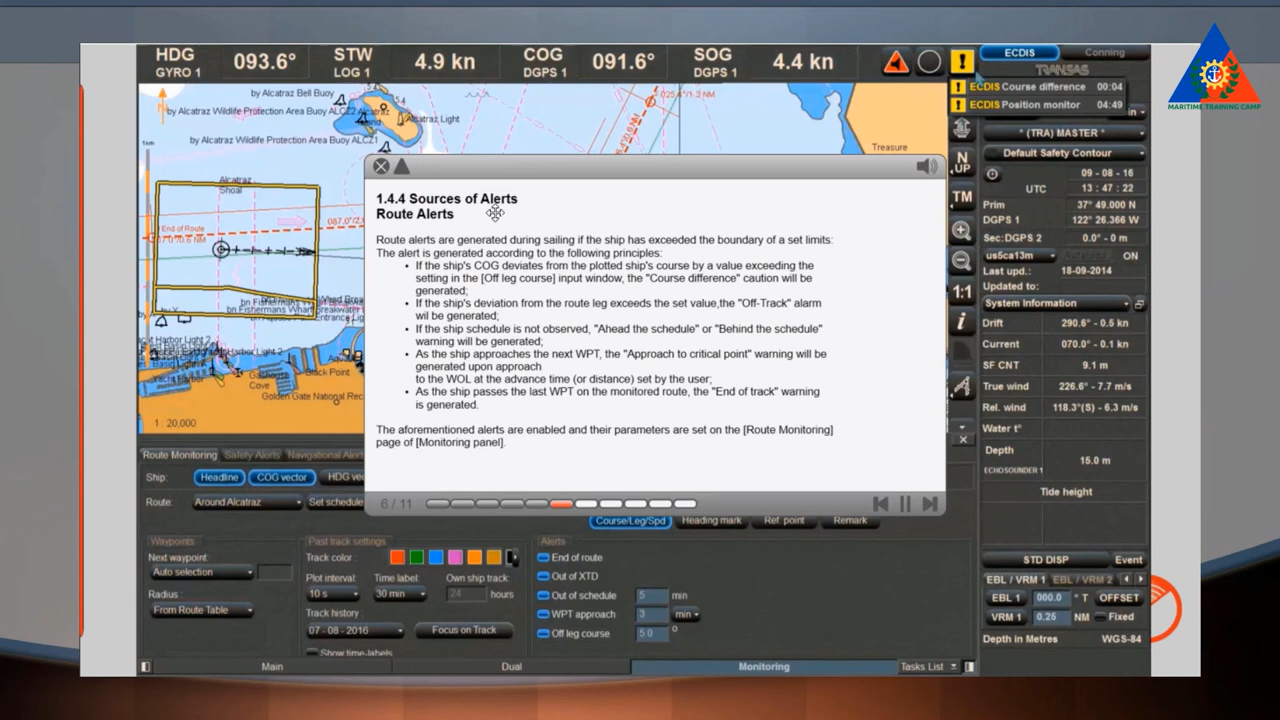 HDG
GYRO 1
093.6°
STW
LOG 1
4.9 kn
COG
DGPS 1
091.6°
SOG
DGPS 1
4.4 kn
ECDIS
Conning
TRANSAS
ECDIS Course difference 00:04
ECDIS Position monitor 04:49
MARITIME TRAINING CAMP
by Alcatraz Bell Buoy
by Alcatraz Wildlife Protection Area Buoy ALCZ2
by Alcatraz Wildlife Protection Area Buoy ALCZ1
Alcatraz Light
Treasure
Alcatraz
Shoal
End of Route
Light 2
Gashouse
Cove
Black Point
Golden Gate National Rec
1 : 20,000
1.4.4 Sources of Alerts
Route Alerts
Route alerts are generated during sailing if the ship has exceeded the boundary of a set limits:
The alert is generated according to the following principles:
• If the ship's COG deviates from the plotted ship's course by a value exceeding the
setting in the [Off leg course] input window, the "Course difference" caution will be
generated;
• If the ship's deviation from the route leg exceeds the set value,the "Off-Track" alarm
wil be generated;
• If the ship schedule is not observed, "Ahead the schedule" or "Behind the schedule"
warning will be generated;
• As the ship approaches the next WPT, the "Approach to critical point" warning will be
generated upon approach
to the WOL at the advance time (or distance) set by the user;
• As the ship passes the last WPT on the monitored route, the "End of track" warning
is generated.
The aforementioned alerts are enabled and their parameters are set on the [Route Monitoring]
page of [Monitoring panel].
6 / 11
N
UP
TM
1:1
i
* (TRA) MASTER *
Default Safety Contour
09 - 08 - 16
UTC
13 : 47 : 22
Prim
37° 49.000 N
DGPS 1
122° 26.366 W
Sec:DGPS 2
0.0° - 0 m
us5ca13m
ON
Last upd.:
18-09-2014
Updated to:
System Information
Drift
290.6° - 0.5 kn
Current
070.0° - 0.1 kn
SF CNT
9.1 m
True wind
226.6° - 7.7 m/s
Rel. wind
118.3°(S) - 6.3 m/s
Water t°
Depth
15.0 m
ECHOSOUNDER 1
Tide height
STD DISP
Event
EBL / VRM 1
EBL / VRM 2
EBL 1
000.0
° T
OFFSET
VRM 1
0.25
NM
Fixed
Depth in Metres
WGS-84
Route Monitoring
Safety Alerts
Navigational Alert
Ship:
Headline
COG vector
HDG ve
Route:
Around Alcatraz
Set schedule
Course/Leg/Spd
Heading mark
Ref. point
Remark
Waypoints
Next waypoint:
Auto selection
Radius :
From Route Table
Past track settings
Track color :
Plot interval:
10 s
Time label:
30 min
Own ship track:
24
hours
Track history :
07 - 08 - 2016
Focus on Track
Show time-labels
Alerts
End of route
Out of XTD
Out of schedule
5
min
WPT approach
3
min
Off leg course
5.0
°
Main
Dual
Monitoring
Tasks List